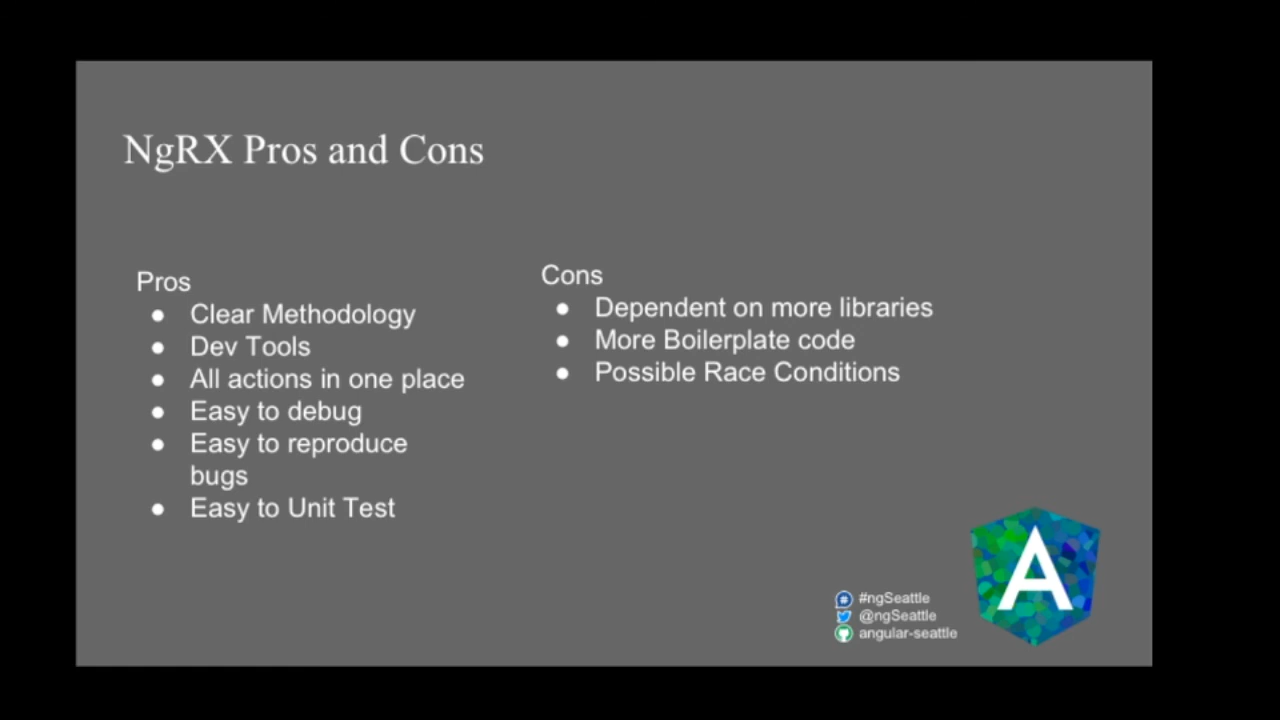 NgRX Pros and Cons
Pros
● Clear Methodology
● Dev Tools
● All actions in one place
● Easy to debug
● Easy to reproduce
bugs
● Easy to Unit Test
Cons
● Dependent on more libraries
● More Boilerplate code
● Possible Race Conditions
#ngSeattle
@ngSeattle
angular-seattle
A